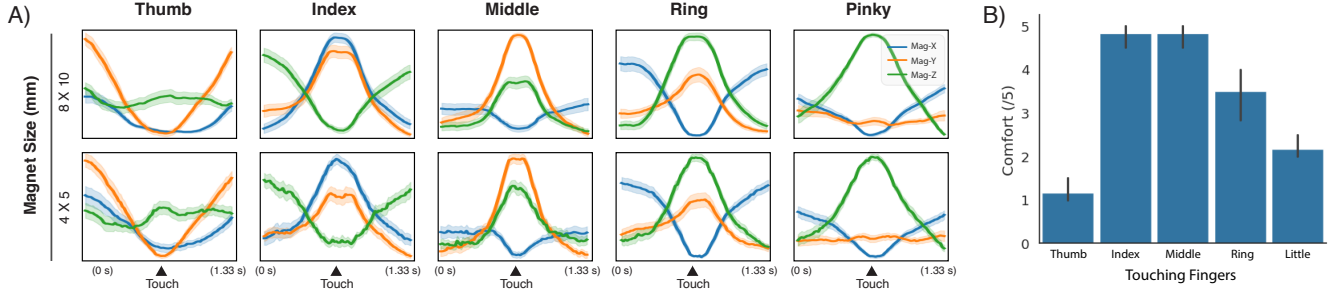 A)
Thumb
Index
Middle
Ring
Pinky
Magnet Size (mm)
8 X 10
4 X 5
Mag-X
Mag-Y
Mag-Z
(0 s)
(1.33 s)
Touch
(0 s)
(1.33 s)
Touch
(0 s)
(1.33 s)
Touch
(0 s)
(1.33 s)
Touch
(0 s)
(1.33 s)
Touch
B)
Comfort (/5)
5
4
3
2
1
0
Thumb
Index
Middle
Ring
Little
Touching Fingers